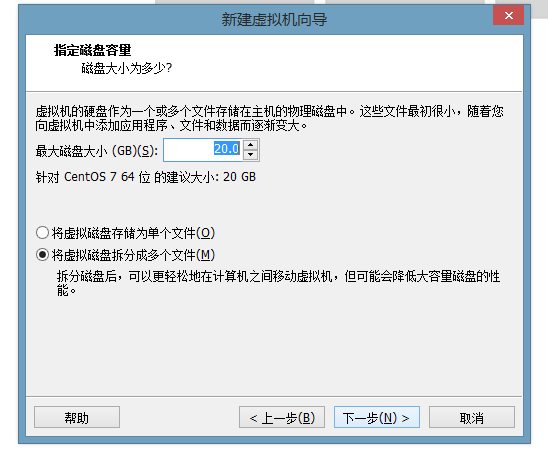 新建虚拟机向导
指定磁盘容量
磁盘大小为多少?
虚拟机的硬盘作为一个或多个文件存储在主机的物理磁盘中。这些文件最初很小，随着您
向虚拟机中添加应用程序、文件和数据而逐渐变大。
最大磁盘大小 (GB)(S): 20.0
针对 CentOS 7 64 位 的建议大小: 20 GB
将虚拟磁盘存储为单个文件(O)
将虚拟磁盘拆分成多个文件(M)
拆分磁盘后，可以更轻松地在计算机之间移动虚拟机，但可能会降低大容量磁盘的性
能。
帮助 < 上一步(B) 下一步(N) > 取消